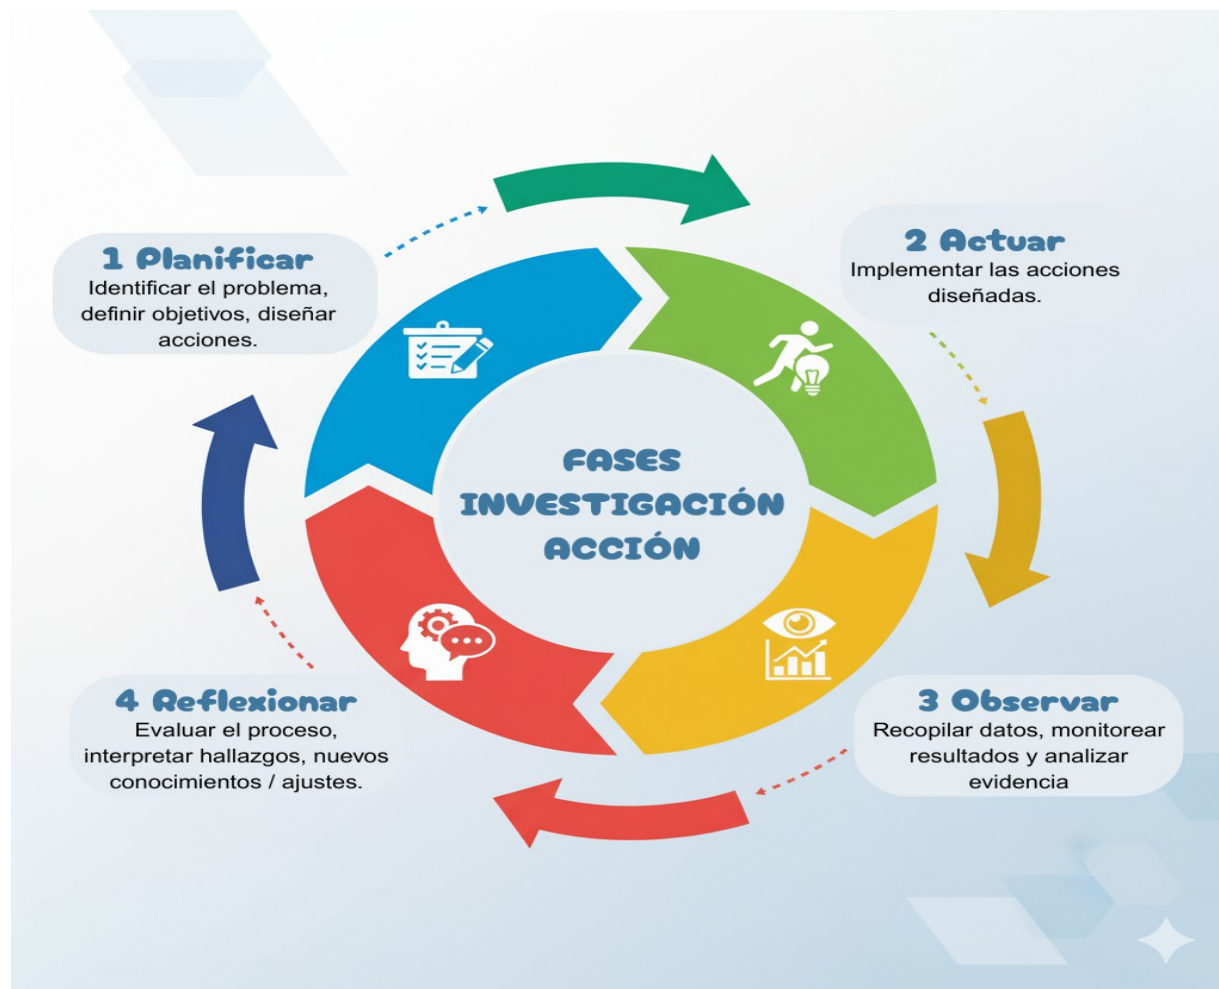 1 Planificar
Identificar el problema,
definir objetivos, diseñar
acciones.
2 Actuar
Implementar las acciones
diseñadas.
FASES
INVESTIGACIÓN
ACCIÓN
3 Observar
Recopilar datos, monitorear
resultados y analizar
evidencia
4 Reflexionar
Evaluar el proceso,
interpretar hallazgos, nuevos
conocimientos / ajustes.